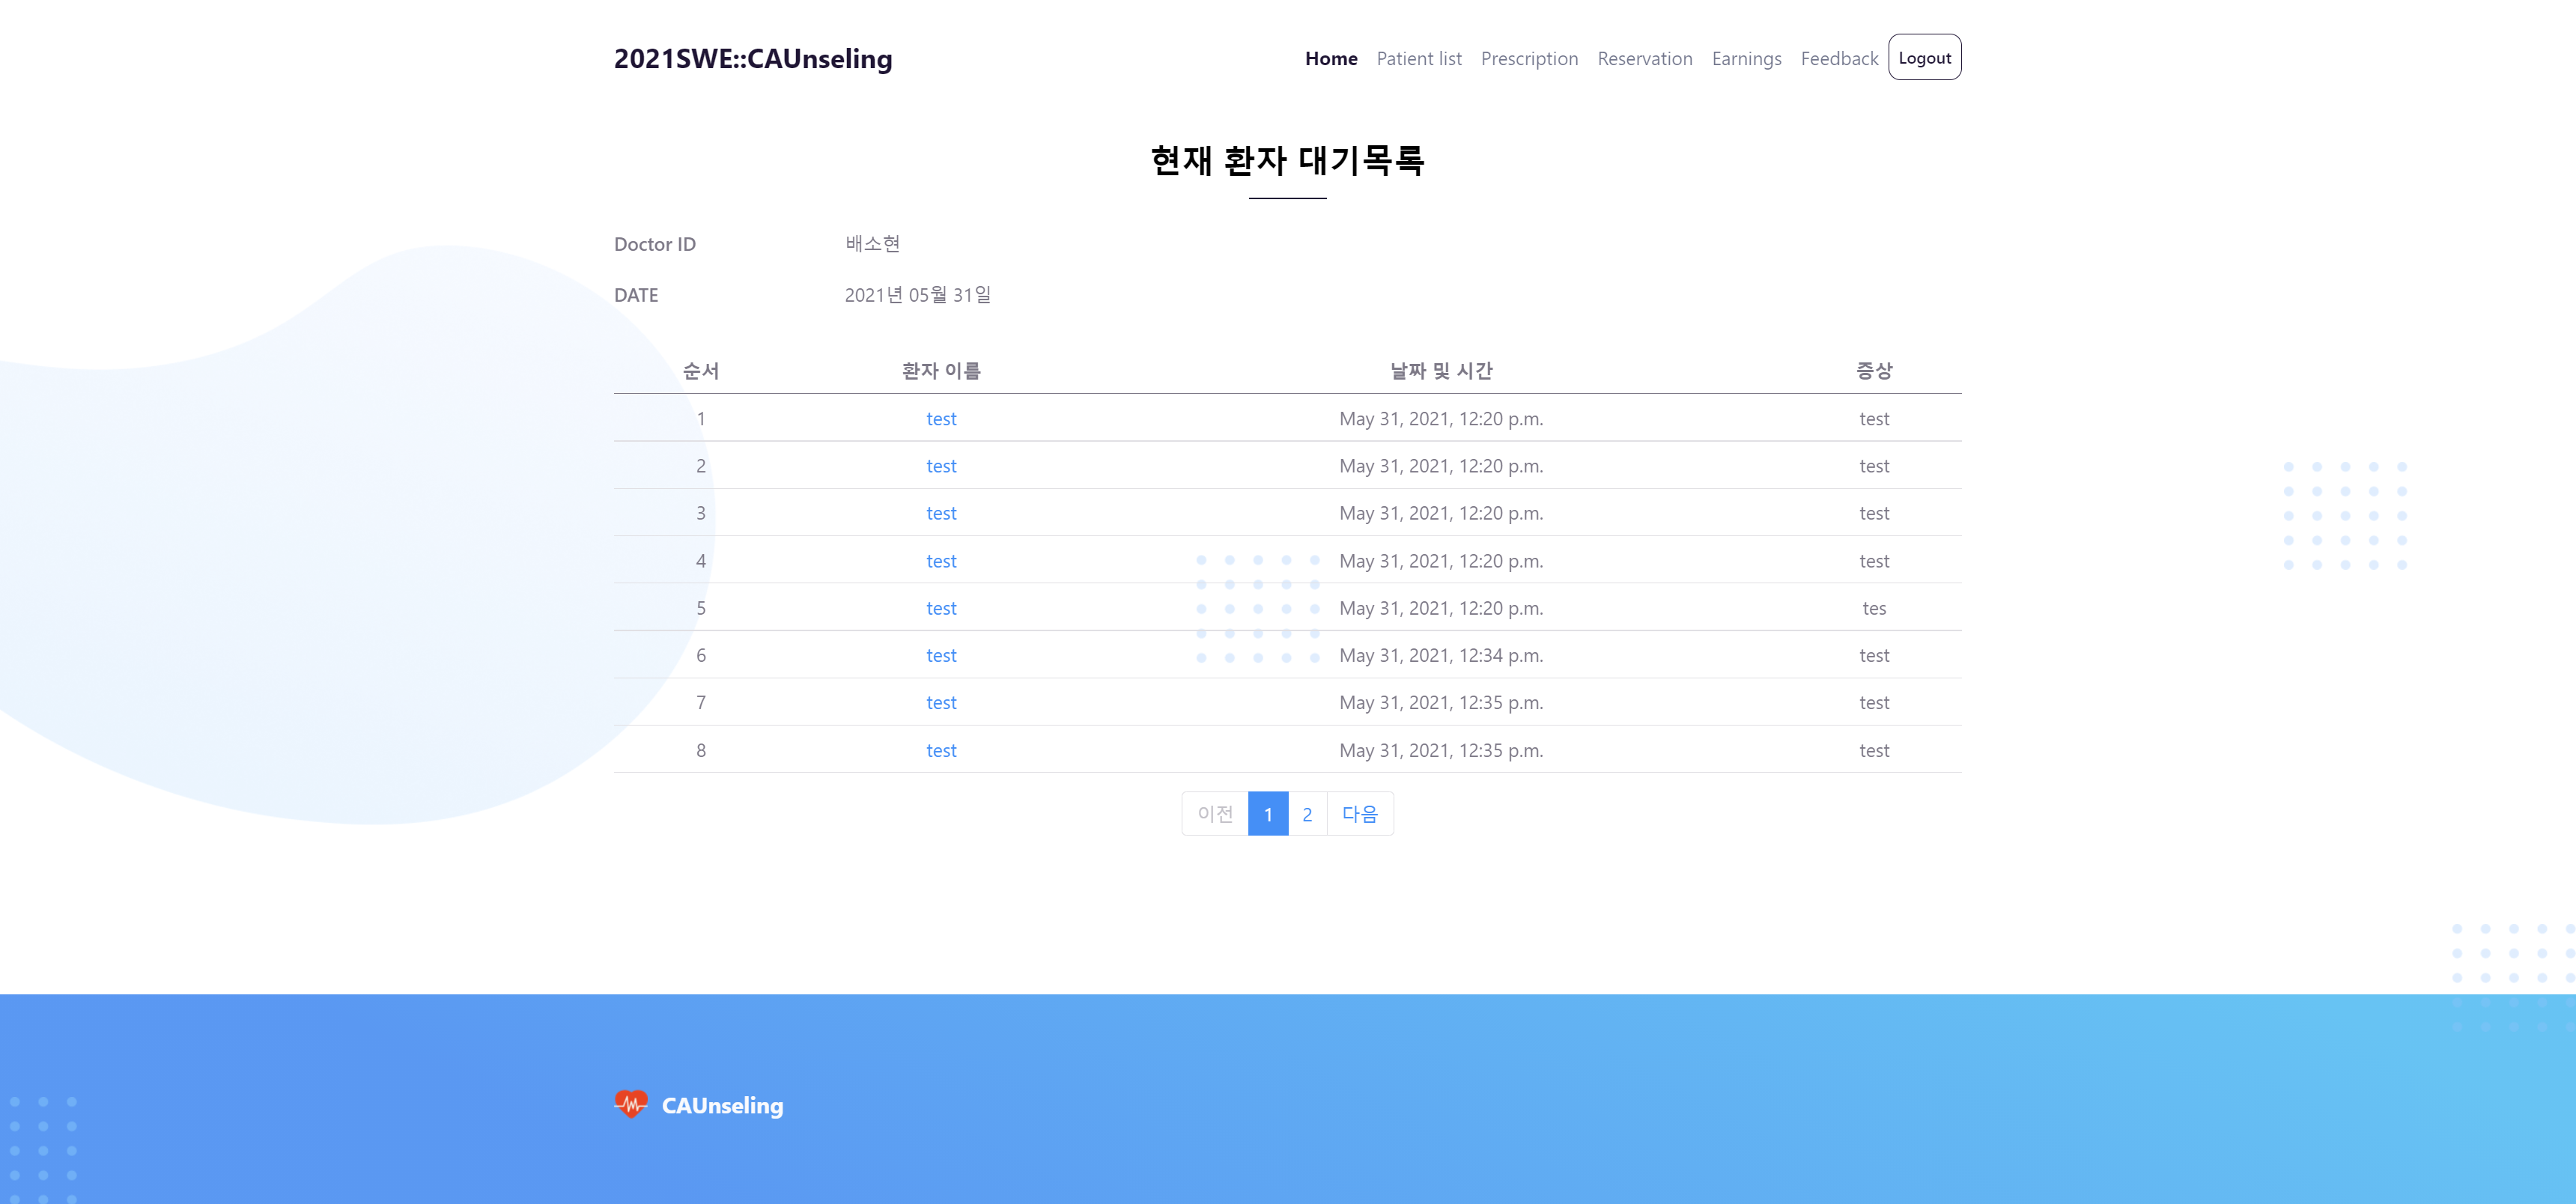 2021SWE::CAUnseling Home Patient list Prescription Reservation Earnings Feedback Logout
현재 환자 대기목록
Doctor ID 배소현
DATE 2021년 05월 31일
순서 환자 이름 날짜 및 시간 증상
1 test May 31, 2021, 12:20 p.m. test
2 test May 31, 2021, 12:20 p.m. test
3 test May 31, 2021, 12:20 p.m. test
4 test May 31, 2021, 12:20 p.m. test
5 test May 31, 2021, 12:20 p.m. tes
6 test May 31, 2021, 12:34 p.m. test
7 test May 31, 2021, 12:35 p.m. test
8 test May 31, 2021, 12:35 p.m. test
이전 1 2 다음
CAUnseling